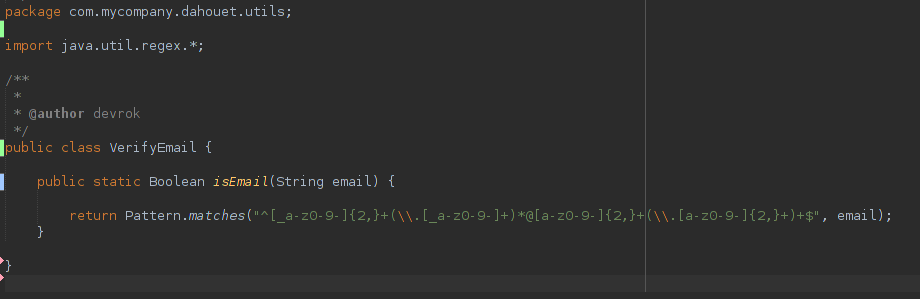 package com.mycompany.dahouet.utils;
import java.util.regex.*;
/**
*
* @author devrok
*/
public class VerifyEmail {
public static Boolean isEmail(String email) {
return Pattern.matches("^[_a-z0-9-]{2,}+(\\.[_a-z0-9-]+)*@[a-z0-9-]{2,}+(\\.[a-z0-9-]{2,}+)+$", email);
}
}